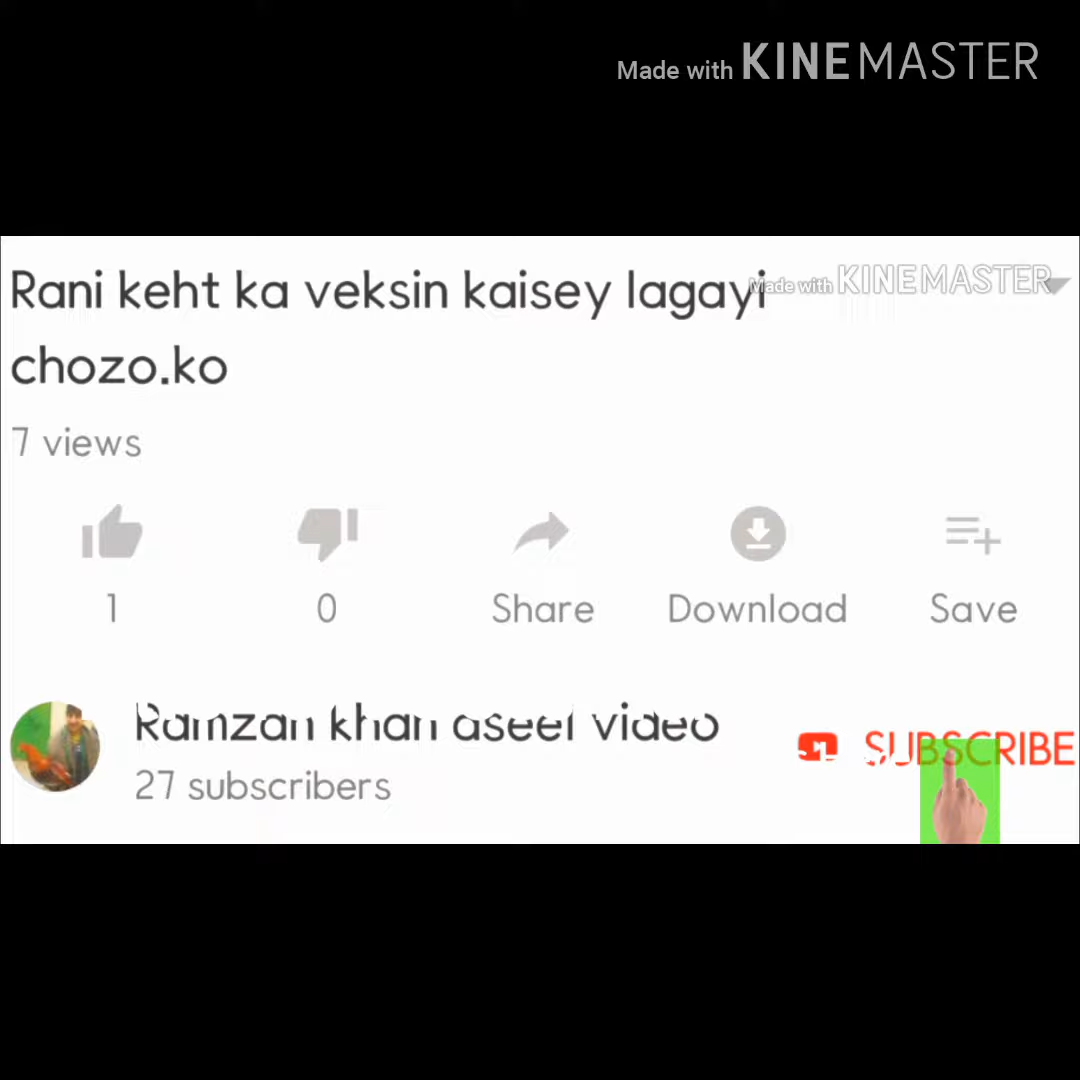 Made with KINEMASTER
Rani keht ka veksin kaisey lagayi
Made with KINEMASTER
chozo.ko
7 views
1
0
Share
Download
Save
Ramzan khan aseel video
SUBSCRIBE
27 subscribers